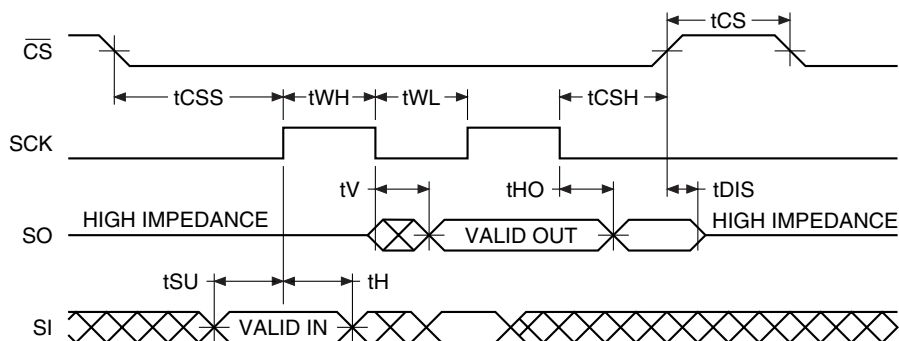 tCS
C̅S̅
tCSS tWH tWL tCSH
SCK
tV tHO tDIS
HIGH IMPEDANCE HIGH IMPEDANCE
SO VALID OUT
tSU tH
SI VALID IN